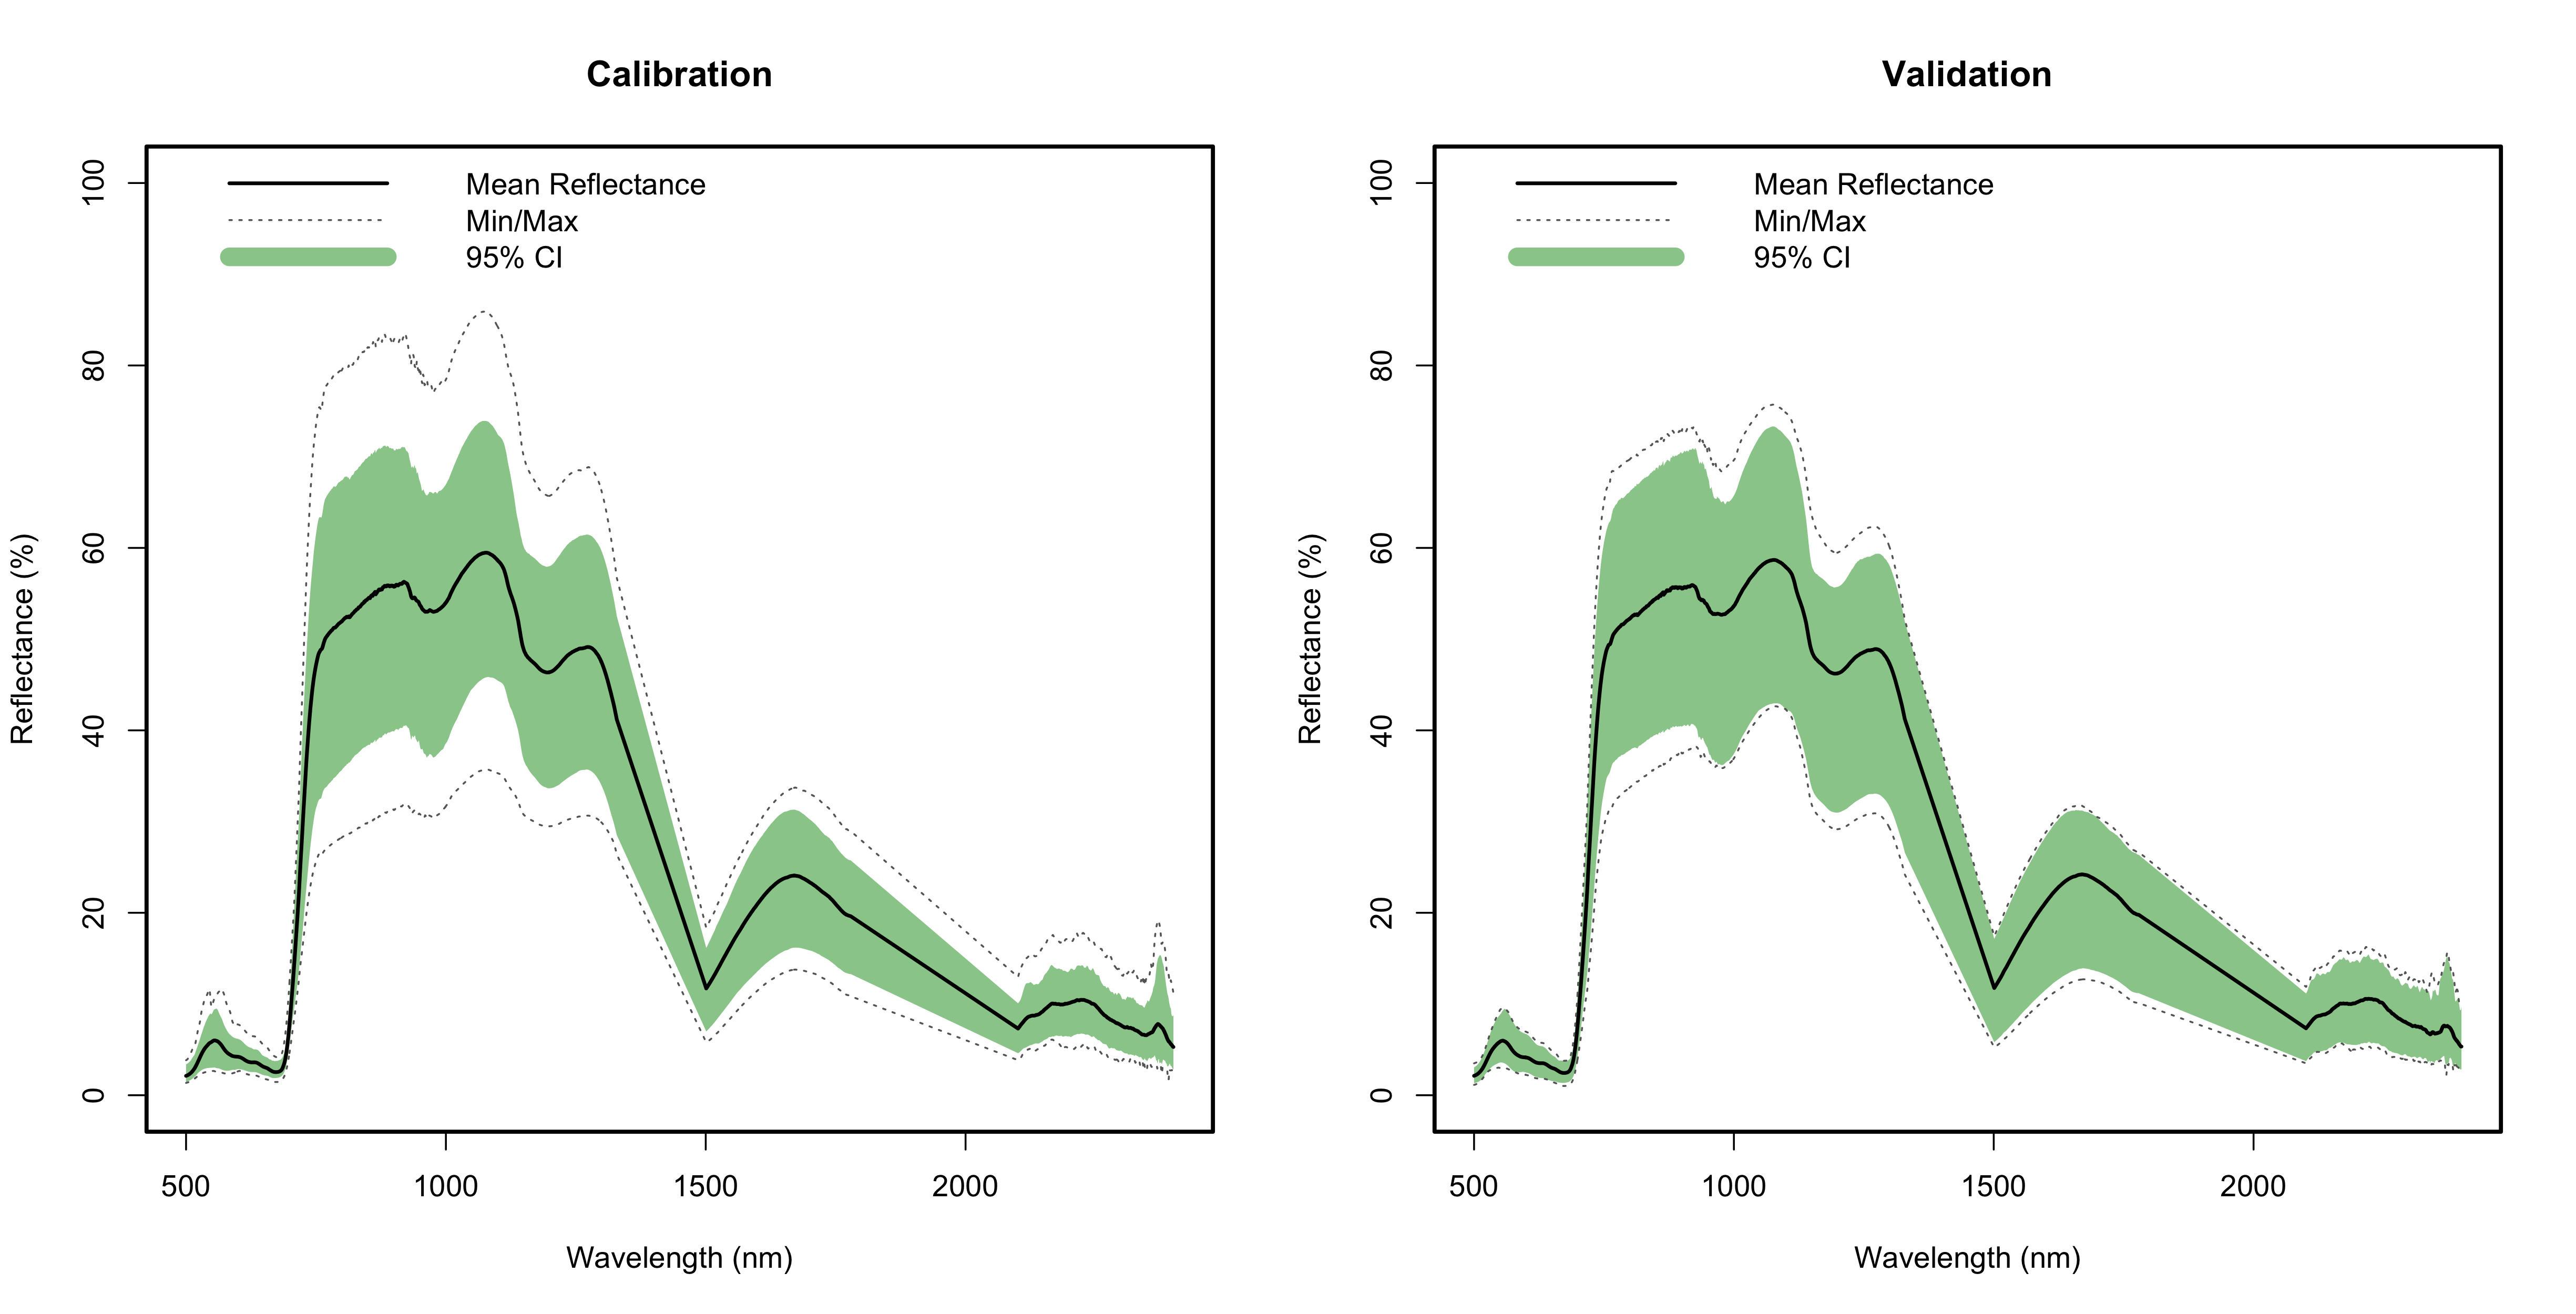 Calibration
Mean Reflectance
Min/Max
95% CI
Reflectance (%)
0
20
40
60
80
100
500
1000
1500
2000
Wavelength (nm)
Validation
Mean Reflectance
Min/Max
95% CI
Reflectance (%)
0
20
40
60
80
100
500
1000
1500
2000
Wavelength (nm)